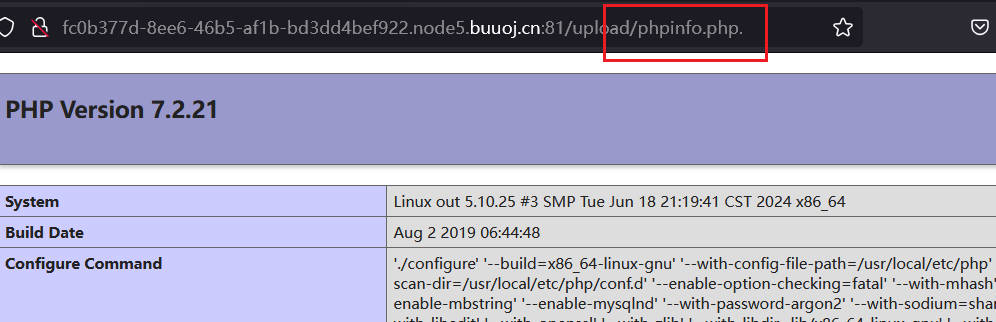 fc0b377d-8ee6-46b5-af1b-bd3dd4bef922.node5.buuoj.cn:81/upload/phpinfo.php.
PHP Version 7.2.21
System Linux out 5.10.25 #3 SMP Tue Jun 18 21:19:41 CST 2024 x86_64
Build Date Aug 2 2019 06:44:48
Configure Command './configure' '--build=x86_64-linux-gnu' '--with-config-file-path=/usr/local/etc/php'
scan-dir=/usr/local/etc/php/conf.d' '--enable-option-checking=fatal' '--with-mhash'
enable-mbstring' '--enable-mysqlnd' '--with-password-argon2' '--with-sodium=shar